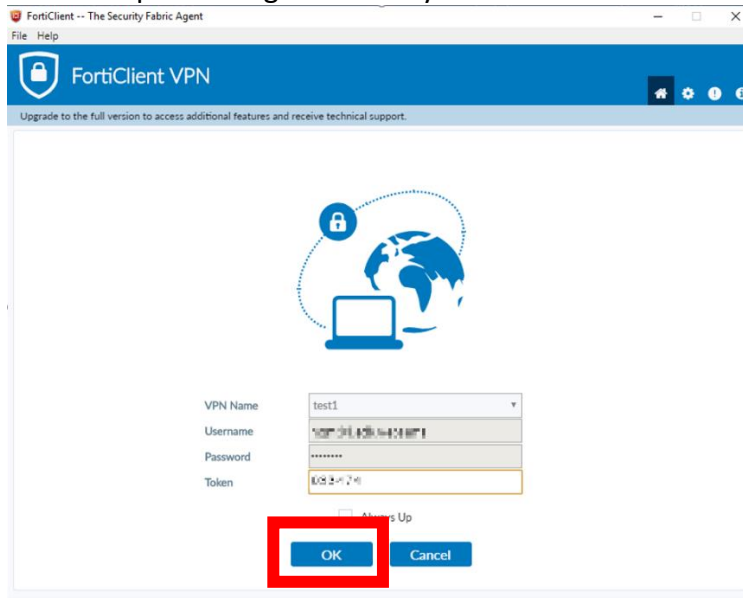 FortiClient -- The Security Fabric Agent
File Help
FortiClient VPN
Upgrade to the full version to access additional features and receive technical support.
VPN Name test1
Username
Password ••••••••
Token
Always Up
OK Cancel